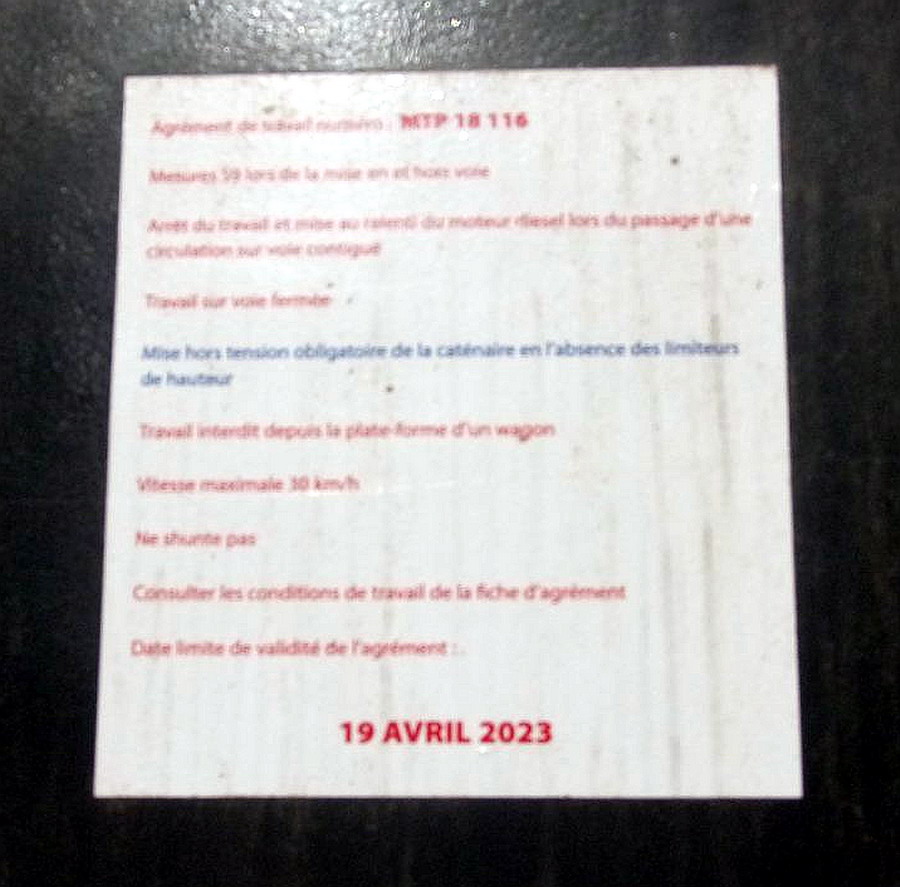 Agrément de travail numéro : MTP 18 116
Mesures S9 lors de la mise en et hors voie
Arrêt du travail et mise au ralenti du moteur diesel lors du passage d'une
circulation sur voie contiguë
Travail sur voie fermée
Mise hors tension obligatoire de la caténaire en l'absence des limiteurs
de hauteur
Travail interdit depuis la plate-forme d'un wagon
Vitesse maximale 30 km/h
Ne shunte pas
Consulter les conditions de travail de la fiche d'agrément
Date limite de validité de l'agrément :
19 AVRIL 2023